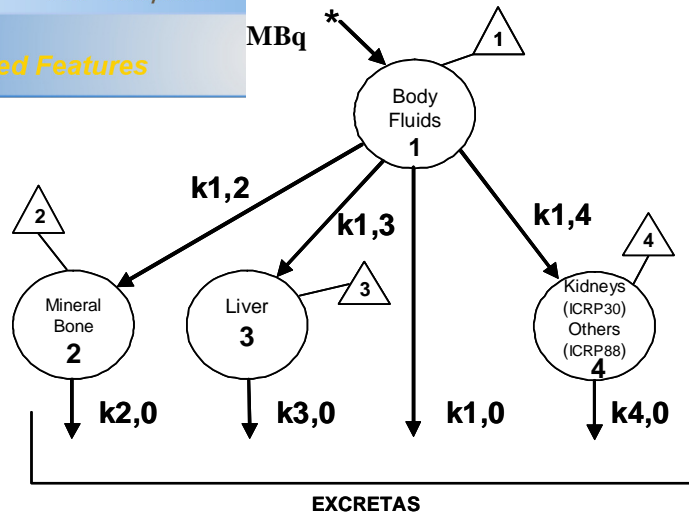 ed Features
MBq
*
1
Body
Fluids
1
k1,2
k1,3
k1,4
2
4
3
Mineral
Bone
2
Liver
3
Kidneys
(ICRP30)
Others
(ICRP88)
4
k2,0
k3,0
k1,0
k4,0
EXCRETAS